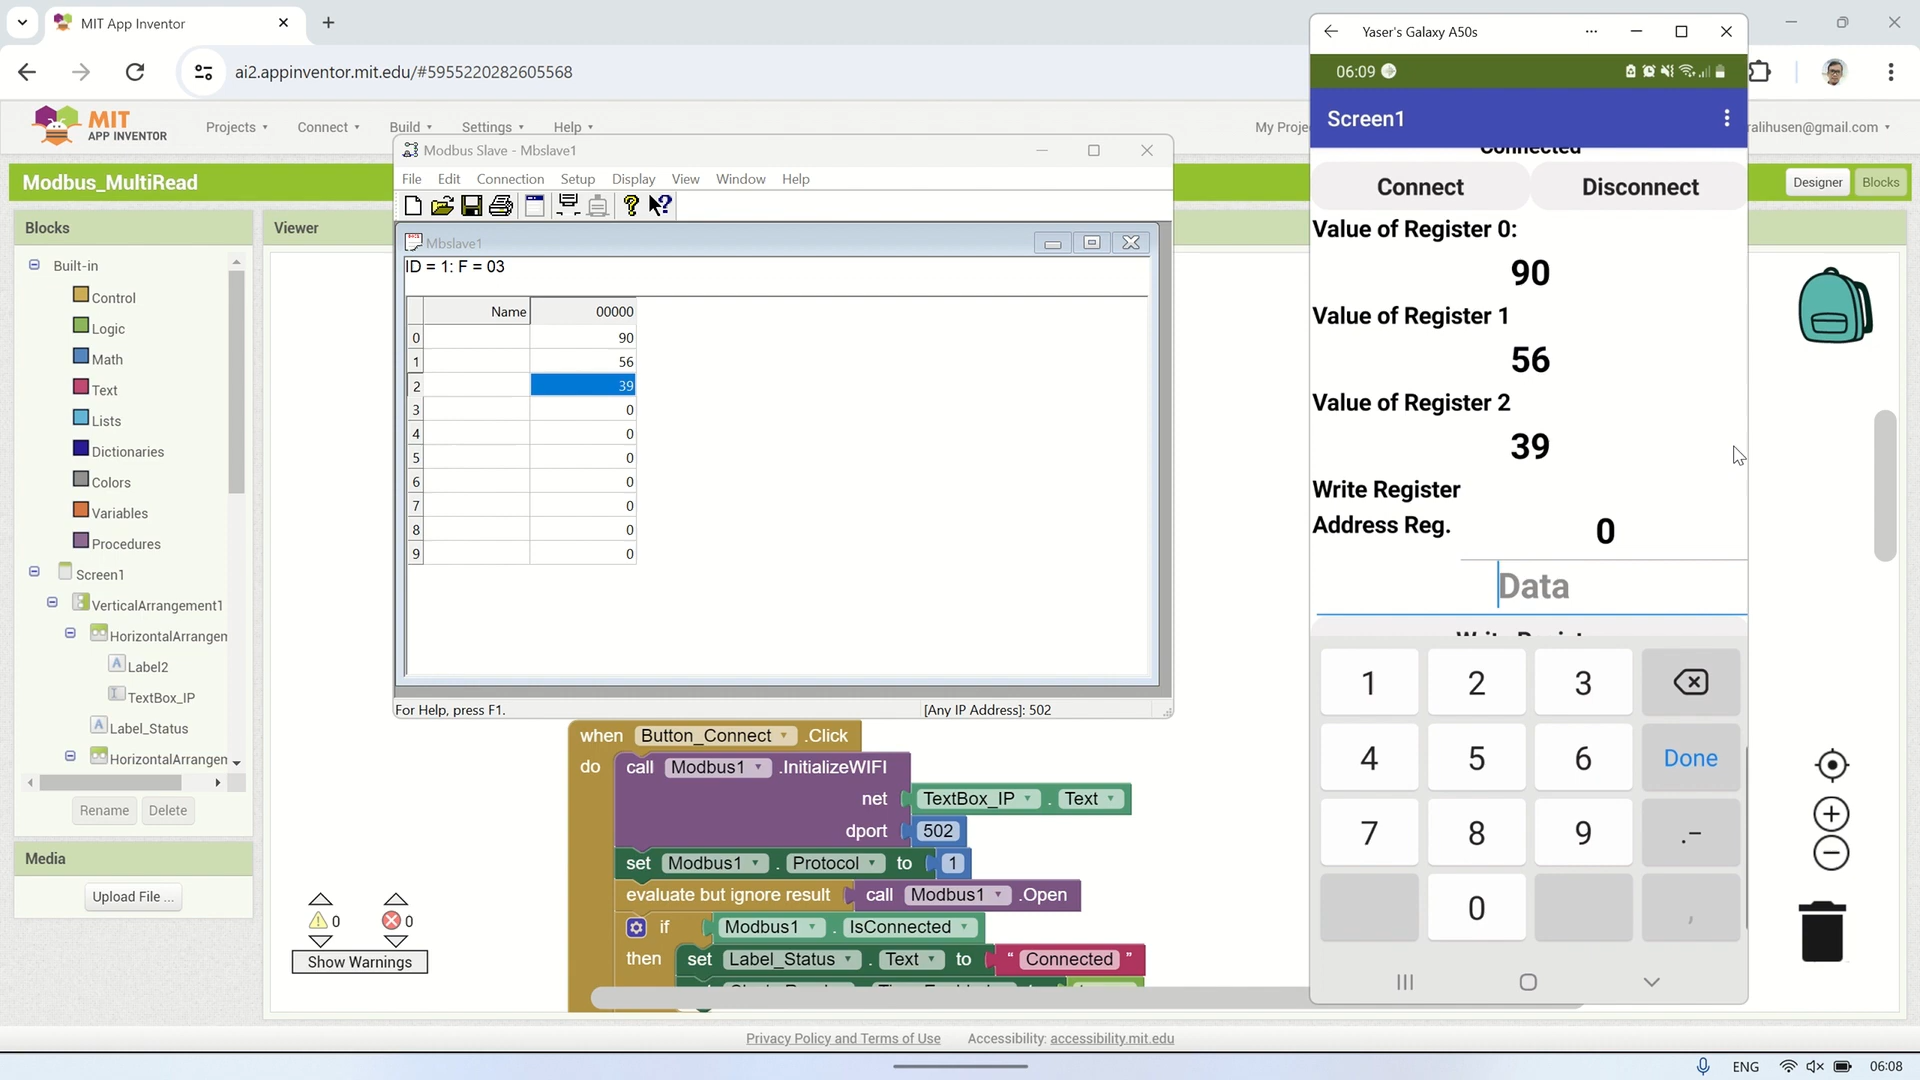 MIT App Inventor
ai2.appinventor.mit.edu/#5955220282605568
MIT
APP INVENTOR
Projects
Connect
Build
Settings
Help
My Proje
ralihusen@gmail.com
Modbus_MultiRead
Designer
Blocks
Blocks
Viewer
Built-in
Control
Logic
Math
Text
Lists
Dictionaries
Colors
Variables
Procedures
Screen1
VerticalArrangement1
HorizontalArrangen
Label2
TextBox_IP
Label_Status
HorizontalArrangen
Rename
Delete
Media
Upload File ...
0
0
Show Warnings
Modbus Slave - Mbslave1
File Edit Connection Setup Display View Window Help
Mbslave1
ID = 1: F = 03
Name 00000
0 90
1 56
2 39
3 0
4 0
5 0
6 0
7 0
8 0
9 0
For Help, press F1.
[Any IP Address]: 502
when Button_Connect .Click
do call Modbus1 .InitializeWIFI
net TextBox_IP . Text
dport 502
set Modbus1 . Protocol to 1
evaluate but ignore result call Modbus1 .Open
if Modbus1 . IsConnected
then set Label_Status . Text to “ Connected ”
Privacy Policy and Terms of Use
Accessibility: accessibility.mit.edu
Yaser's Galaxy A50s
06:09
Screen1
Connected
Connect
Disconnect
Value of Register 0:
90
Value of Register 1
56
Value of Register 2
39
Write Register
Address Reg.
0
Data
1 2 3
4 5 6 Done
7 8 9 .-
0 ,
ENG
06:08